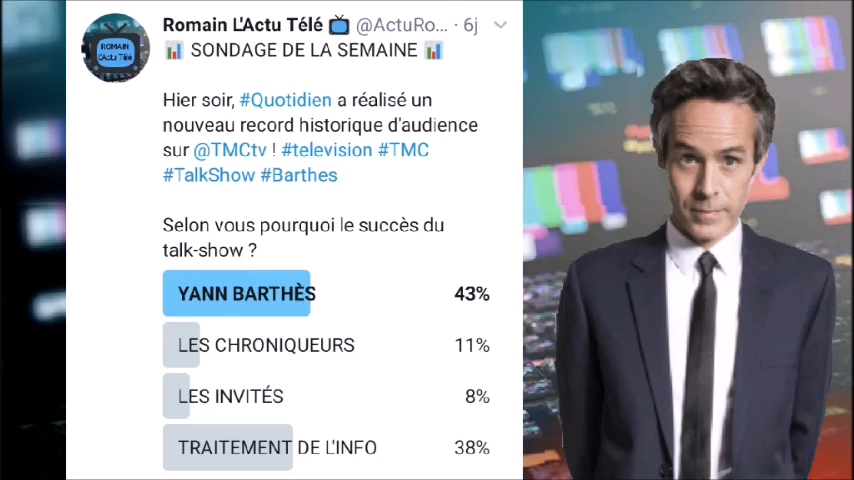 Romain L'Actu Télé 📺 @ActuRo... · 6j
📊 SONDAGE DE LA SEMAINE 📊
ROMAIN
L'Actu Télé
Hier soir, #Quotidien a réalisé un
nouveau record historique d'audience
sur @TMCtv ! #television #TMC
#TalkShow #Barthes
Selon vous pourquoi le succès du
talk-show ?
YANN BARTHÈS 43%
LES CHRONIQUEURS 11%
LES INVITÉS 8%
TRAITEMENT DE L'INFO 38%